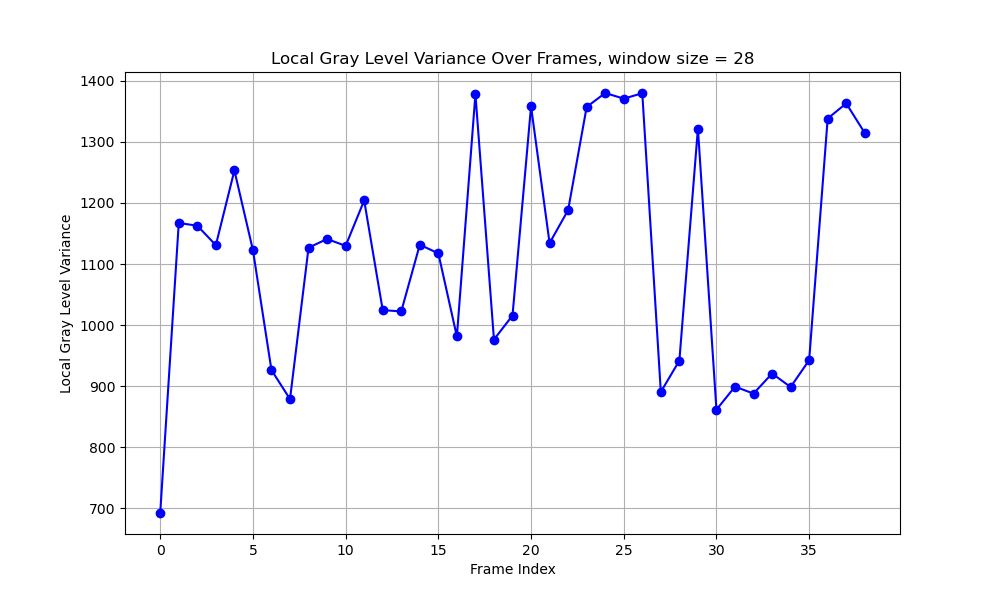 Local Gray Level Variance Over Frames, window size = 28
Local Gray Level Variance
1400
1300
1200
1100
1000
900
800
700
0 5 10 15 20 25 30 35
Frame Index